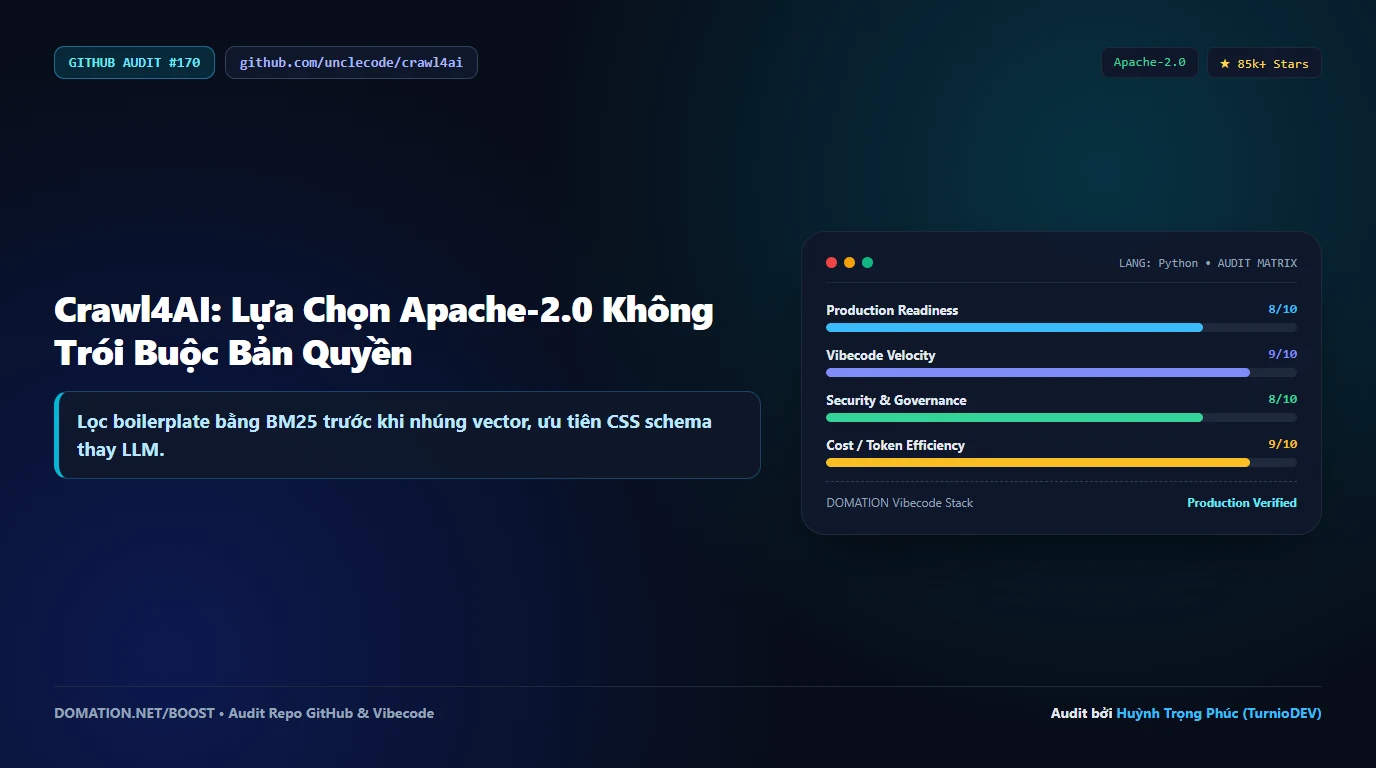 GITHUB AUDIT #170
github.com/unclecode/crawl4ai
Apache-2.0
★ 85k+ Stars
Crawl4AI: Lựa Chọn Apache-2.0 Không
Trói Buộc Bản Quyền
Lọc boilerplate bằng BM25 trước khi nhúng vector, ưu tiên CSS schema
thay LLM.
LANG: Python • AUDIT MATRIX
Production Readiness 8/10
Vibecode Velocity 9/10
Security & Governance 8/10
Cost / Token Efficiency 9/10
DOMATION Vibecode Stack Production Verified
DOMATION.NET/BOOST • Audit Repo GitHub & Vibecode
Audit bởi Huỳnh Trọng Phúc (TurnioDEV)